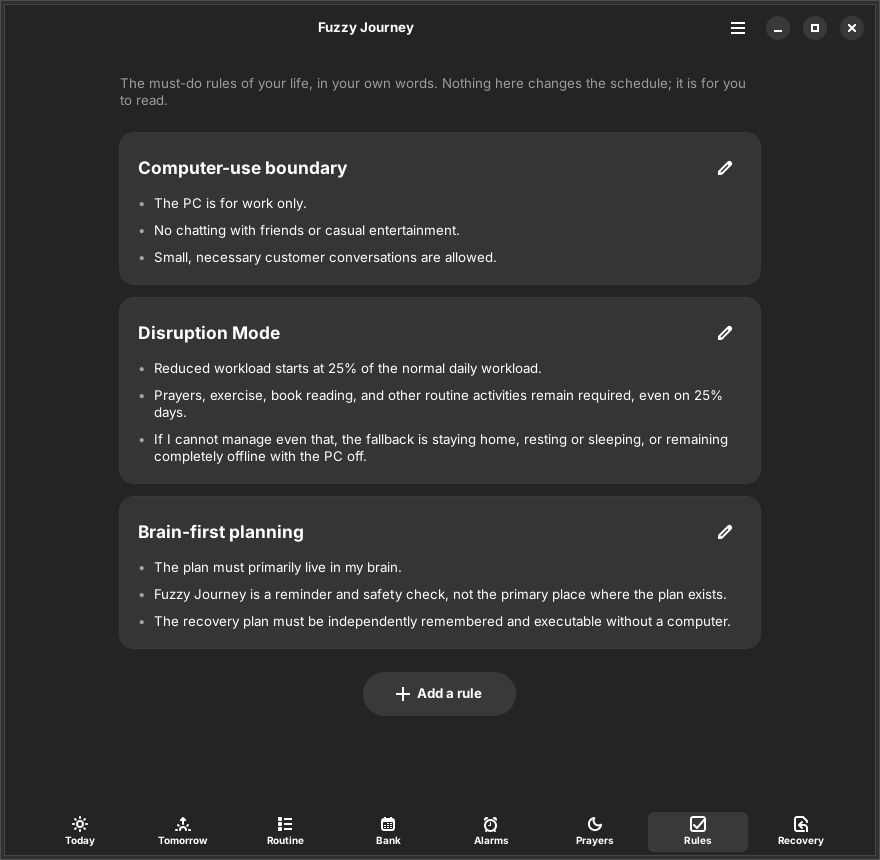 Fuzzy Journey
The must-do rules of your life, in your own words. Nothing here changes the schedule; it is for you
to read.
Computer-use boundary
• The PC is for work only.
• No chatting with friends or casual entertainment.
• Small, necessary customer conversations are allowed.
Disruption Mode
• Reduced workload starts at 25% of the normal daily workload.
• Prayers, exercise, book reading, and other routine activities remain required, even on 25%
days.
• If I cannot manage even that, the fallback is staying home, resting or sleeping, or remaining
completely offline with the PC off.
Brain-first planning
• The plan must primarily live in my brain.
• Fuzzy Journey is a reminder and safety check, not the primary place where the plan exists.
• The recovery plan must be independently remembered and executable without a computer.
Add a rule
Today Tomorrow Routine Bank Alarms Prayers Rules Recovery